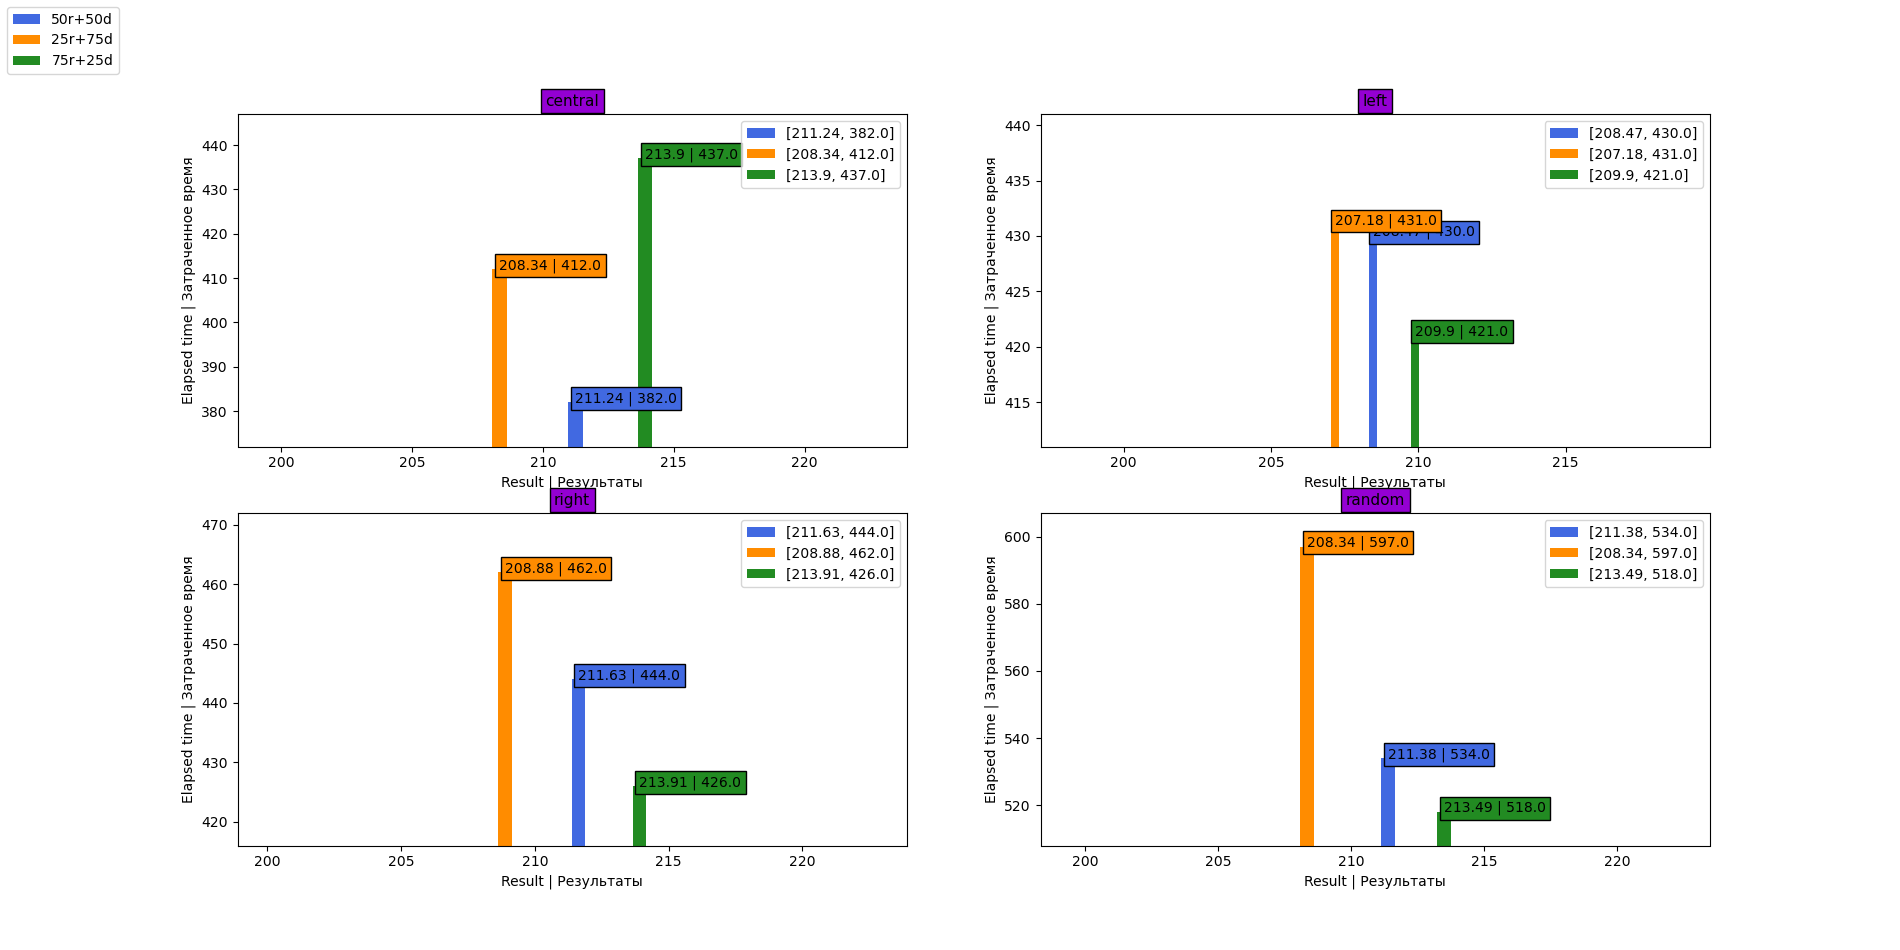 50r+50d
25r+75d
75r+25d
central
[211.24, 382.0]
[208.34, 412.0]
[213.9, 437.0]
213.9 | 437.0
208.34 | 412.0
211.24 | 382.0
440
430
420
410
400
390
380
Elapsed time | Затраченное время
200 205 210 215 220
Result | Результаты
left
[208.47, 430.0]
[207.18, 431.0]
[209.9, 421.0]
207.18 | 431.0
208.47 | 430.0
209.9 | 421.0
440
435
430
425
420
415
Elapsed time | Затраченное время
200 205 210 215
Result | Результаты
right
[211.63, 444.0]
[208.88, 462.0]
[213.91, 426.0]
208.88 | 462.0
211.63 | 444.0
213.91 | 426.0
470
460
450
440
430
420
Elapsed time | Затраченное время
200 205 210 215 220
Result | Результаты
random
[211.38, 534.0]
[208.34, 597.0]
[213.49, 518.0]
208.34 | 597.0
211.38 | 534.0
213.49 | 518.0
600
580
560
540
520
Elapsed time | Затраченное время
200 205 210 215 220
Result | Результаты